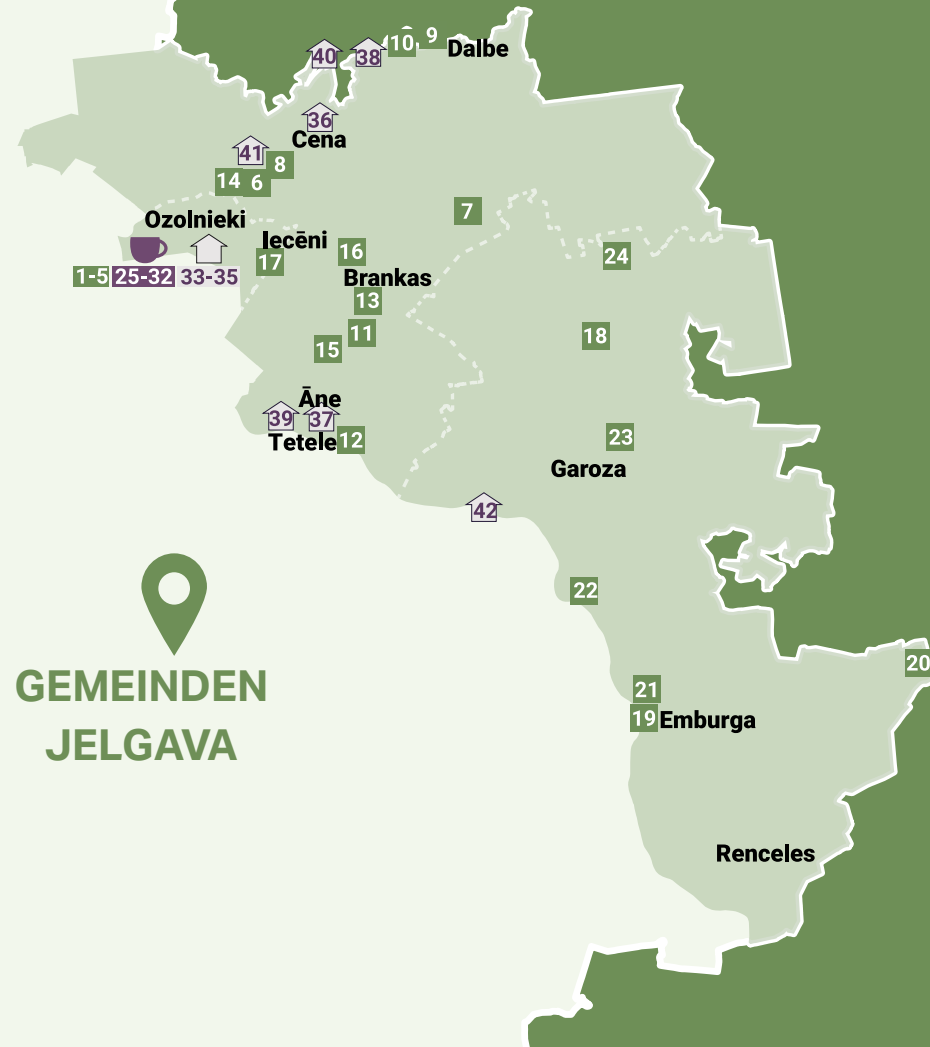 9
10
Dalbe
40
38
36
Cena
41
8
14
6
7
Ozolnieki
Iecēni
16
24
17
1-5 25-32 33-35
Brankas
13
11
18
15
Āne
39
37
Tetele 12
23
Garoza
42
22
GEMEINDEN
JELGAVA
20
21
19 Emburga
Renceles